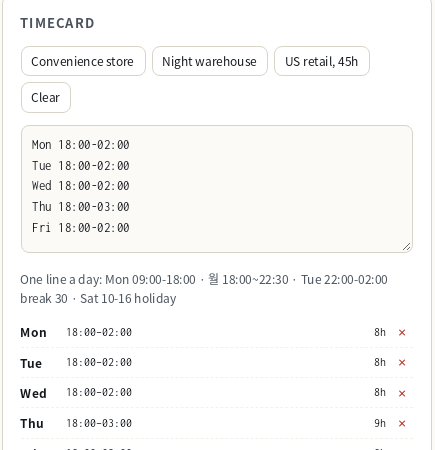 TIMECARD
Convenience store Night warehouse US retail, 45h
Clear
Mon 18:00-02:00
Tue 18:00-02:00
Wed 18:00-02:00
Thu 18:00-03:00
Fri 18:00-02:00
One line a day: Mon 09:00-18:00 · 월 18:00~22:30 · Tue 22:00-02:00
break 30 · Sat 10-16 holiday
Mon 18:00–02:00 8h ×
Tue 18:00–02:00 8h ×
Wed 18:00–02:00 8h ×
Thu 18:00–03:00 9h ×